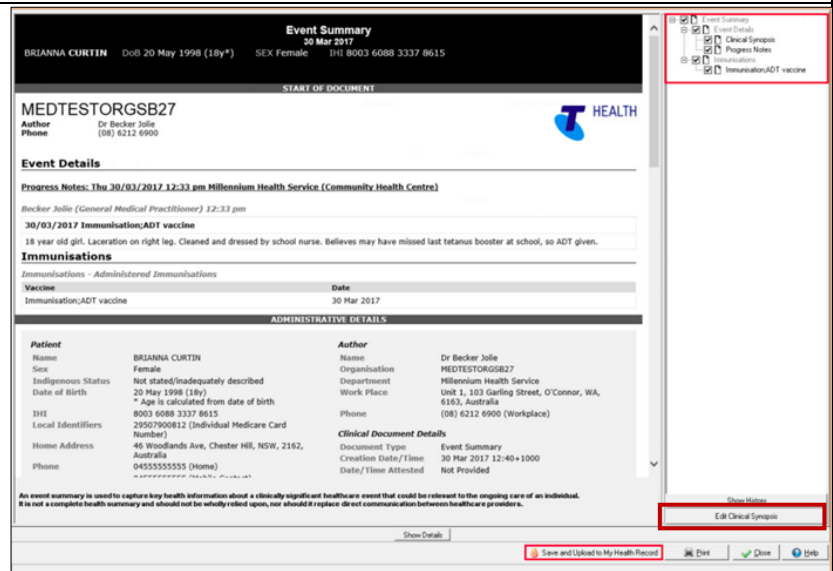 Event Summary
30 Mar 2017
BRIANNA CURTIN DoB 20 May 1998 (18y*) SEX Female IHI 8003 6088 3337 8615
START OF DOCUMENT
MEDTESTORGSB27
Author Dr Becker Jolie
Phone (08) 6212 6900
T HEALTH
Event Details
Progress Notes: Thu 30/03/2017 12:33 pm Millennium Health Service (Community Health Centre)
Becker Jolie (General Medical Practitioner) 12:33 pm
30/03/2017 Immunisation;ADT vaccine
18 year old girl. Laceration on right leg. Cleaned and dressed by school nurse. Believes may have missed last tetanus booster at school, so ADT given.
Immunisations
Immunisations - Administered Immunisations
Vaccine Date
Immunisation;ADT vaccine 30 Mar 2017
ADMINISTRATIVE DETAILS
Patient
Name BRIANNA CURTIN
Sex Female
Indigenous Status Not stated/inadequately described
Date of Birth 20 May 1998 (18y)
* Age is calculated from date of birth
IHI 8003 6088 3337 8615
Local Identifiers 29507900812 (Individual Medicare Card
Number)
Home Address 46 Woodlands Ave, Chester Hill, NSW, 2162,
Australia
Phone 04555555555 (Home)
Author
Name Dr Becker Jolie
Organisation MEDTESTORGSB27
Department Millennium Health Service
Work Place Unit 1, 103 Garling Street, O'Connor, WA,
6163, Australia
Phone (08) 6212 6900 (Workplace)
Clinical Document Details
Document Type Event Summary
Creation Date/Time 30 Mar 2017 12:40+1000
Date/Time Attested Not Provided
An event summary is used to capture key health information about a clinically significant healthcare event that could be relevant to the ongoing care of an individual.
It is not a complete health summary and should not be wholly relied upon, nor should it replace direct communication between healthcare providers.
Event Summary
Event Details
Clinical Synopsis
Progress Notes
Immunisations
Immunisation;ADT vaccine
Show History
Edit Clinical Synopsis
Show Details
Save and Upload to My Health Record
Print
Close
Help